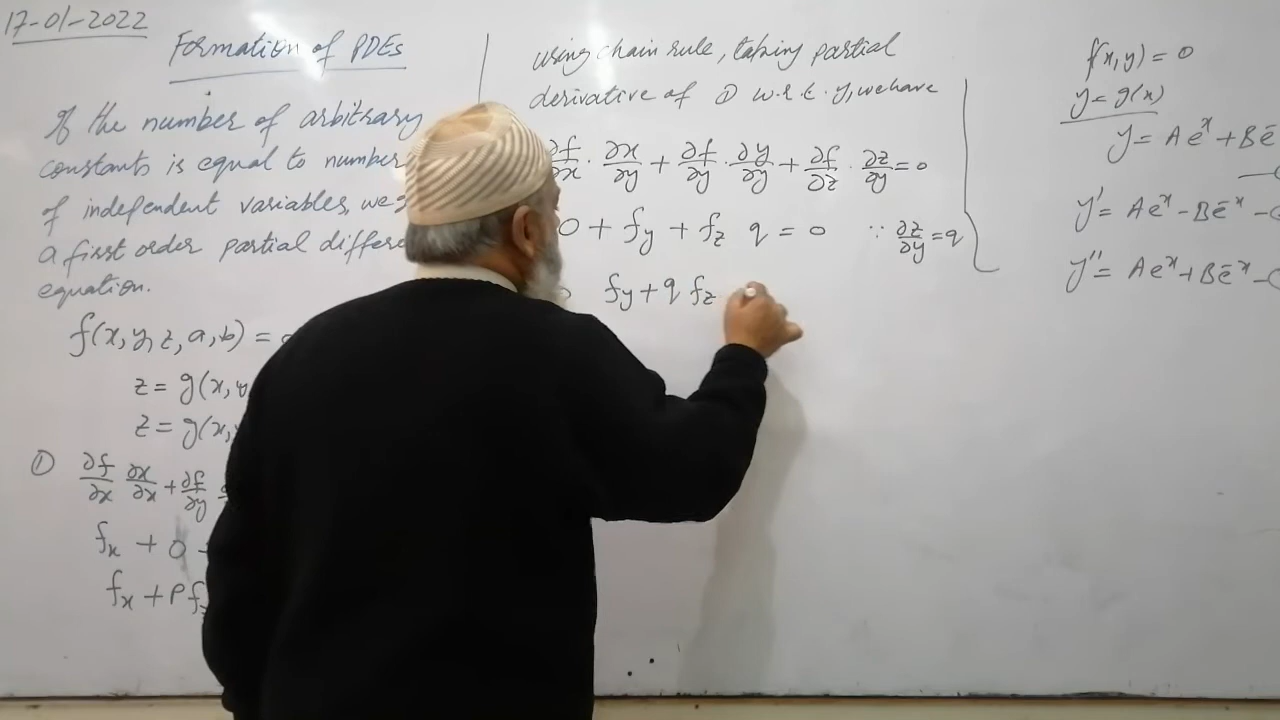 17-01-2022
Formation of PDEs
If the number of arbitrary
constants is equal to number
of independent variables, we
a first order partial differe
equation.
f(x, y, z, a, b) =
z = g(x, y
z = g(x, y
① ∂f/∂x ∂x/∂x + ∂f/∂y
fx + 0
fx + P fz
using chain rule, taking partial
derivative of ① w.r.t. y, we have
∂f/∂x · ∂x/∂y + ∂f/∂y · ∂y/∂y + ∂f/∂z · ∂z/∂y = 0
0 + fy + fz q = 0 ∵ ∂z/∂y = q
fy + q fz
f(x, y) = 0
y = g(x)
y = Ae^x + Be^-
y' = Ae^x - Be^-x -
y'' = Ae^x + Be^-x -